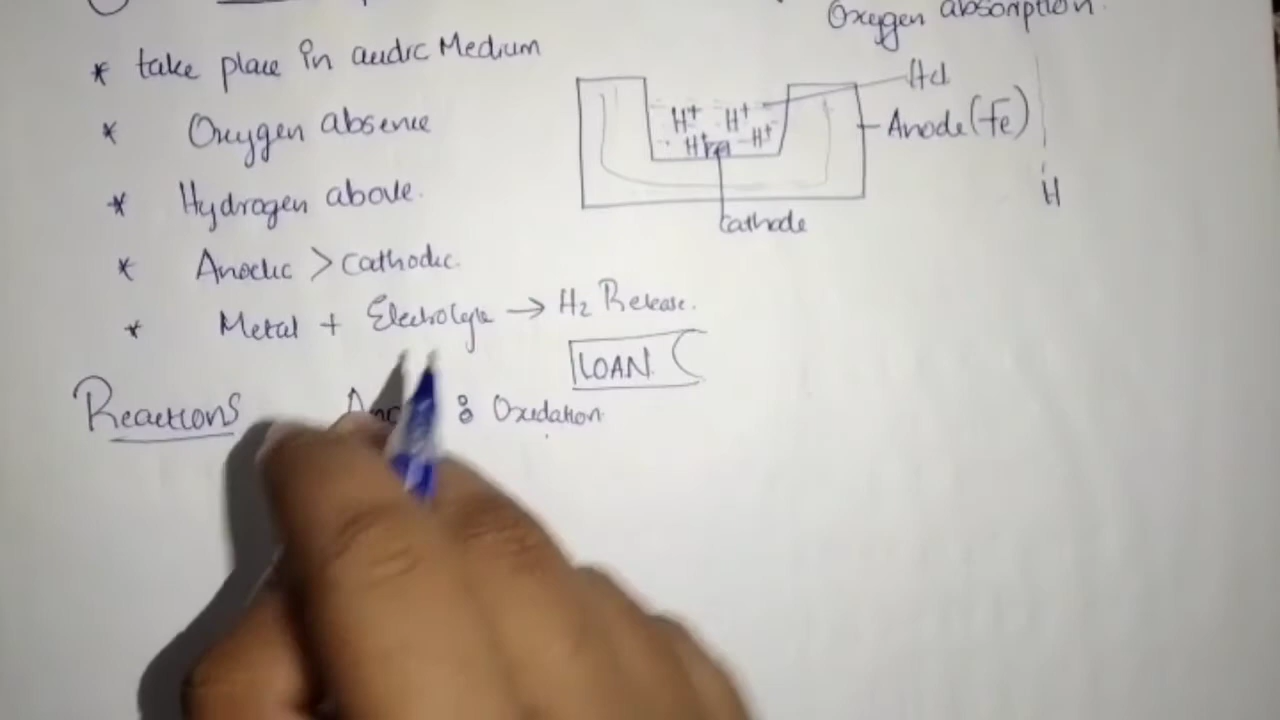 Oxygen absorption.
* take place in acidic Medium
* Oxygen absence
* Hydrogen above.
* Anodic > Cathodic.
* Metal + Electrolyte → H2 Release.
LOAN
Reactions : Oxidation
Hcl
H+ H+
H+ H+
Anode (Fe)
Cathode
H